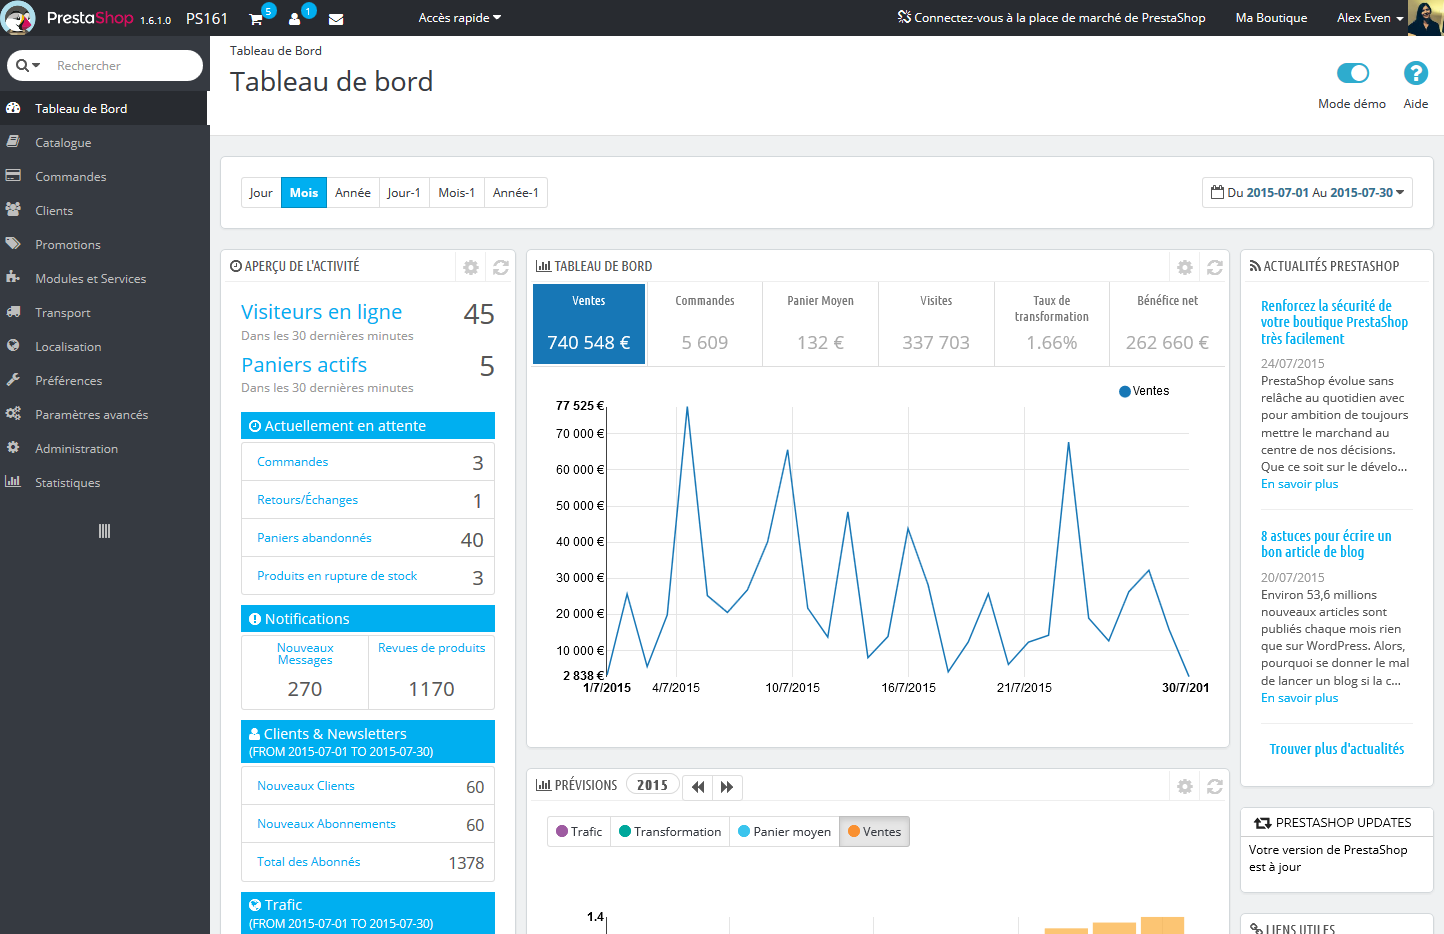 PrestaShop 1.6.1.0 PS161 5 1 Accès rapide Connectez-vous à la place de marché de PrestaShop Ma Boutique Alex Even
Rechercher
Tableau de Bord
Catalogue
Commandes
Clients
Promotions
Modules et Services
Transport
Localisation
Préférences
Paramètres avancés
Administration
Statistiques
Tableau de Bord
Tableau de bord
Mode démo
? Aide
Jour Mois Année Jour-1 Mois-1 Année-1
Du 2015-07-01 Au 2015-07-30
APERÇU DE L'ACTIVITÉ
Visiteurs en ligne 45
Dans les 30 dernières minutes
Paniers actifs 5
Dans les 30 dernières minutes
Actuellement en attente
Commandes 3
Retours/Échanges 1
Paniers abandonnés 40
Produits en rupture de stock 3
Notifications
Nouveaux
Messages
270
Revues de produits
1170
Clients & Newsletters
(FROM 2015-07-01 TO 2015-07-30)
Nouveaux Clients 60
Nouveaux Abonnements 60
Total des Abonnés 1378
Trafic
(FROM 2015-07-01 TO 2015-07-30)
TABLEAU DE BORD
Ventes
740 548 €
Commandes
5 609
Panier Moyen
132 €
Visites
337 703
Taux de
transformation
1.66%
Bénéfice net
262 660 €
Ventes
77 525 €
70 000 €
60 000 €
50 000 €
40 000 €
30 000 €
20 000 €
10 000 €
2 838 €
1/7/2015 4/7/2015 10/7/2015 16/7/2015 21/7/2015 30/7/201
PRÉVISIONS 2015
Trafic Transformation Panier moyen Ventes
1.4
ACTUALITÉS PRESTASHOP
Renforcez la sécurité de
votre boutique PrestaShop
très facilement
24/07/2015
PrestaShop évolue sans
relâche au quotidien avec
pour ambition de toujours
mettre le marchand au
centre de nos décisions.
Que ce soit sur le dévelo...
En savoir plus
8 astuces pour écrire un
bon article de blog
20/07/2015
Environ 53,6 millions
nouveaux articles sont
publiés chaque mois rien
que sur WordPress. Alors,
pourquoi se donner le mal
de lancer un blog si la c...
En savoir plus
Trouver plus d'actualités
PRESTASHOP UPDATES
Votre version de PrestaShop
est à jour
LIENS UTILES